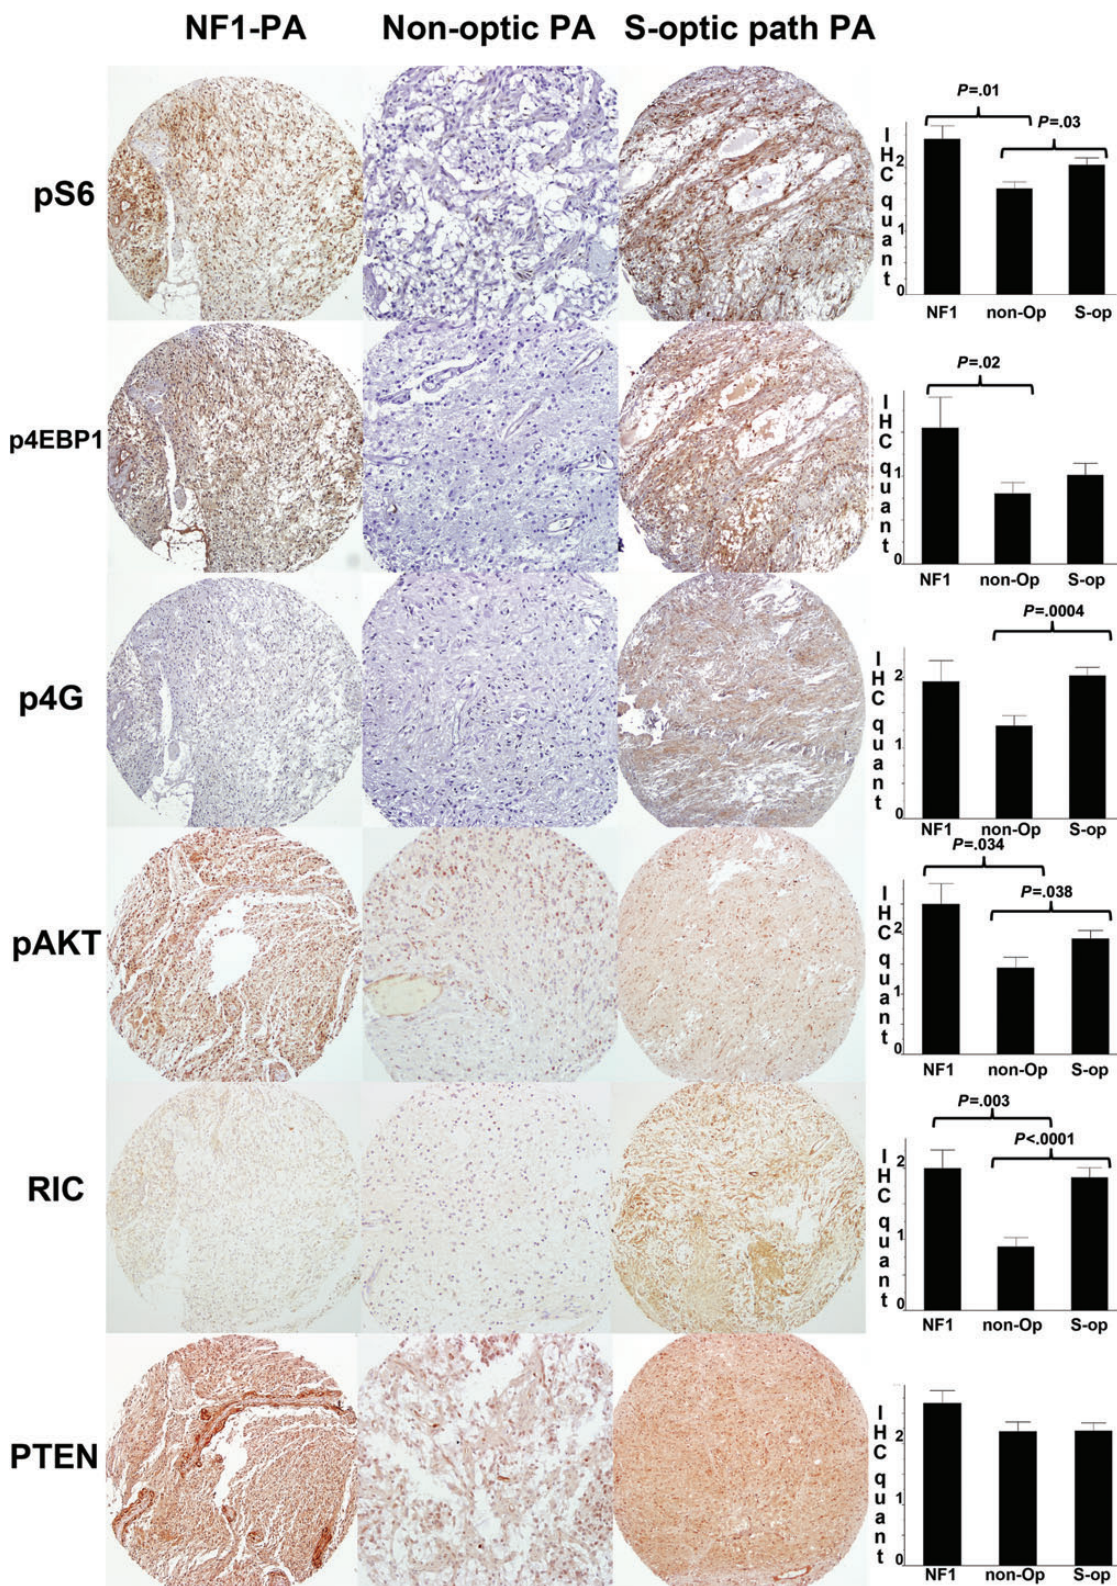 NF1-PA Non-optic PA S-optic path PA
pS6
P=.01
P=.03
IHC quant
2
1
0
NF1 non-Op S-op
p4EBP1
P=.02
IHC quant
1
0
NF1 non-Op S-op
p4G
P=.0004
IHC quant
2
1
0
NF1 non-Op S-op
pAKT
P=.034
P=.038
IHC quant
2
1
0
NF1 non-Op S-op
RIC
P=.003
P<.0001
IHC quant
2
1
0
NF1 non-Op S-op
PTEN
IHC quant
2
1
0
NF1 non-Op S-op